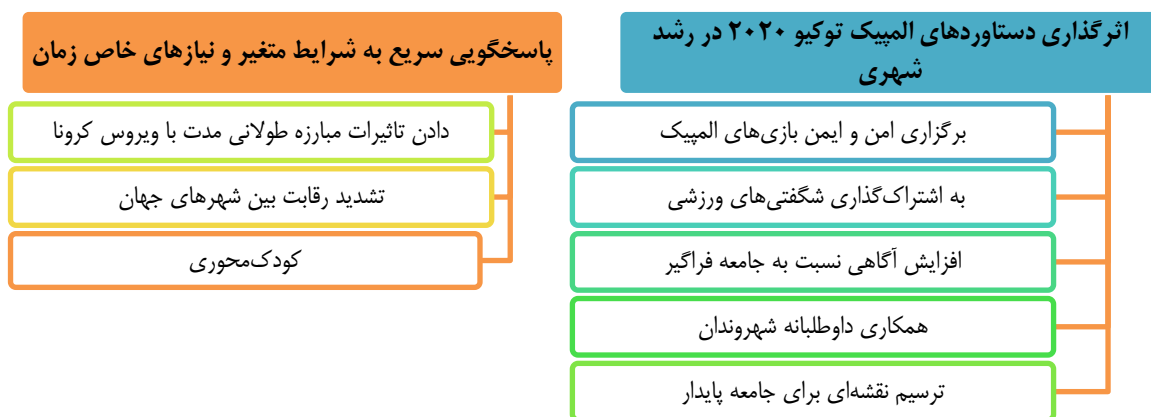 اثرگذاری دستاوردهای المپیک توکیو ۲۰۲۰ در رشد
شهری
برگزاری امن و ایمن بازی‌های المپیک
به اشتراک‌گذاری شگفتی‌های ورزشی
افزایش آگاهی نسبت به جامعه فراگیر
همکاری داوطلبانه شهروندان
ترسیم نقشه‌ای برای جامعه پایدار
پاسخگویی سریع به شرایط متغیر و نیازهای خاص زمان
دادن تاثیرات مبارزه طولانی مدت با ویروس کرونا
تشدید رقابت بین شهرهای جهان
کودک‌محوری